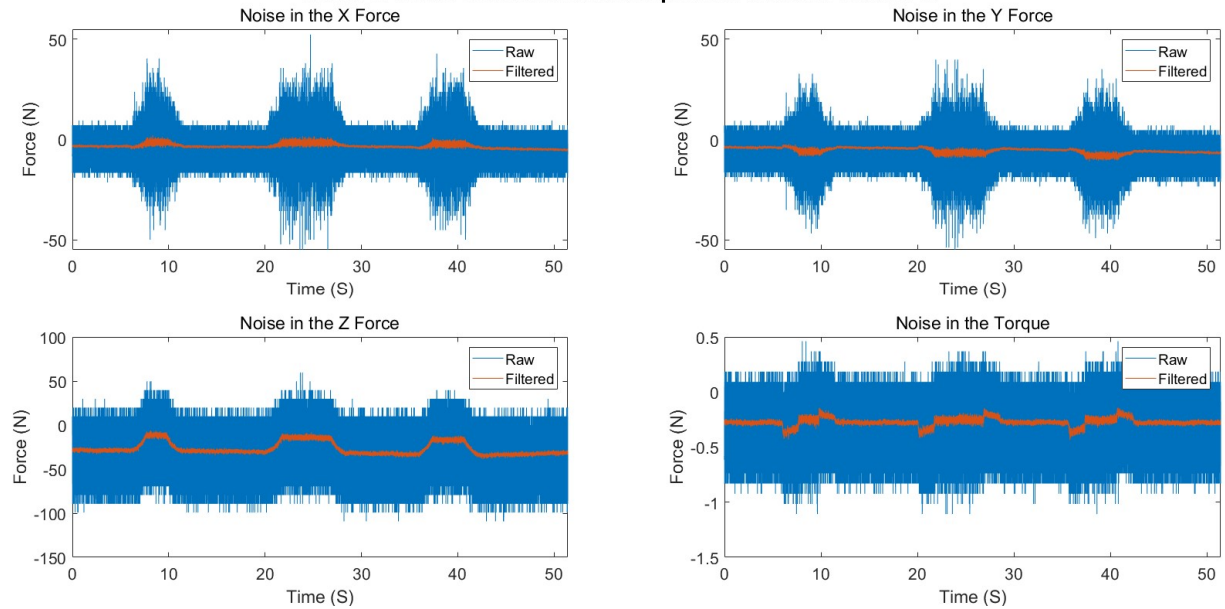 Noise in the X Force
Force (N)
50
0
-50
0 10 20 30 40 50
Time (S)
Raw
Filtered
Noise in the Y Force
Force (N)
50
0
-50
0 10 20 30 40 50
Time (S)
Raw
Filtered
Noise in the Z Force
Force (N)
100
50
0
-50
-100
-150
0 10 20 30 40 50
Time (S)
Raw
Filtered
Noise in the Torque
Force (N)
0.5
0
-0.5
-1
-1.5
0 10 20 30 40 50
Time (S)
Raw
Filtered